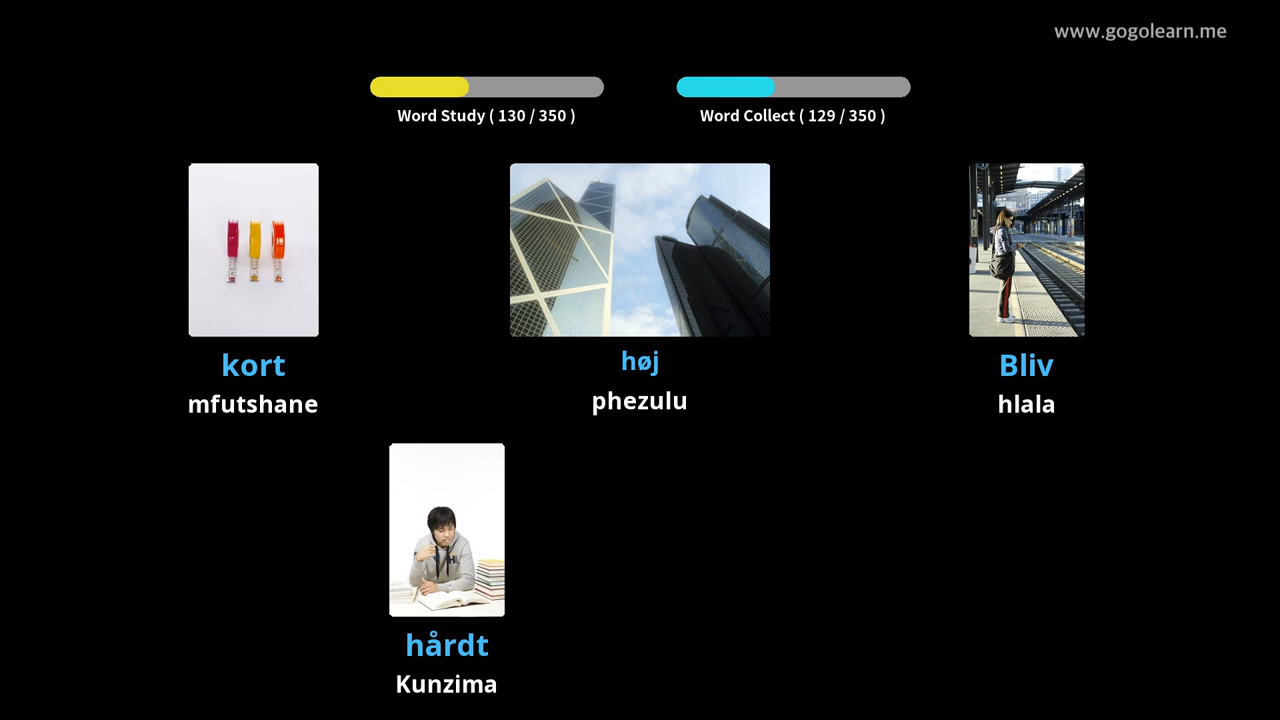 www.gogolearn.me
Word Study ( 130 / 350 )
Word Collect ( 129 / 350 )
kort
mfutshane
høj
phezulu
Bliv
hlala
hårdt
Kunzima